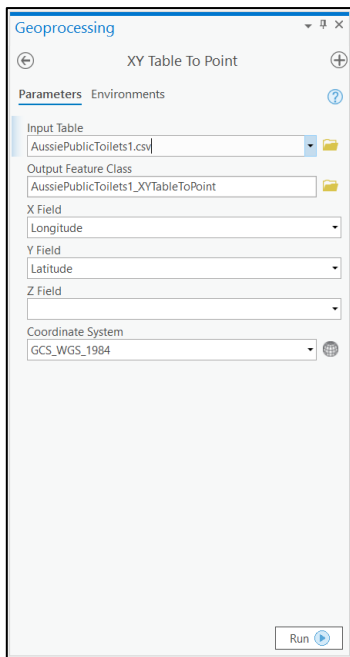 Geoprocessing
XY Table To Point
Parameters Environments
Input Table
AussiePublicToilets1.csv
Output Feature Class
AussiePublicToilets1_XYTableToPoint
X Field
Longitude
Y Field
Latitude
Z Field
Coordinate System
GCS_WGS_1984
Run